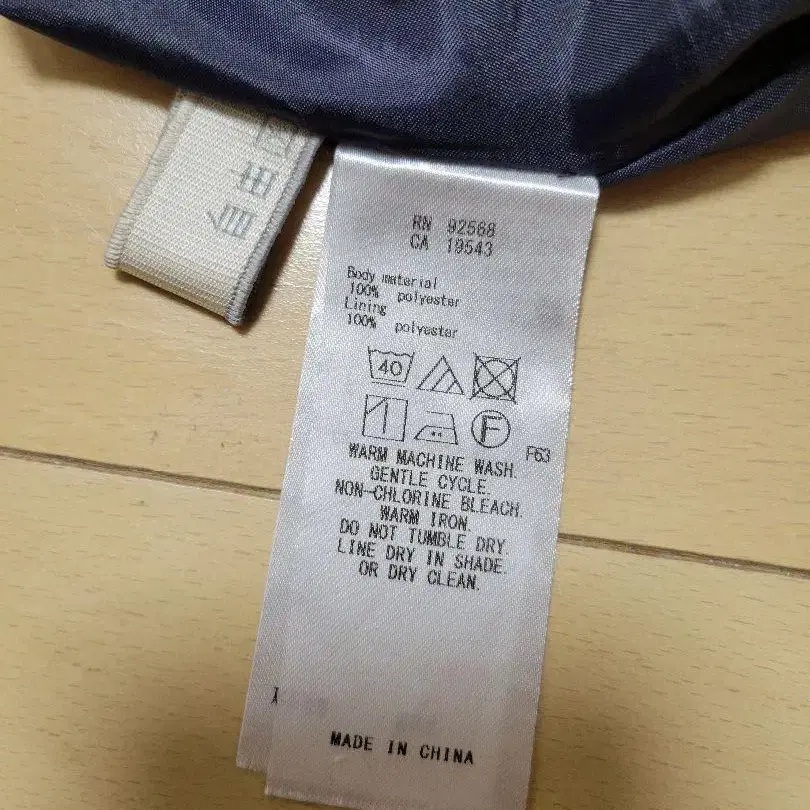 RN 92568
CA 19543
Body material
100% polyester
Lining
100% polyester
40
F
F63
WARM MACHINE WASH.
GENTLE CYCLE.
NON-CHLORINE BLEACH.
WARM IRON.
DO NOT TUMBLE DRY.
LINE DRY IN SHADE.
OR DRY CLEAN.
MADE IN CHINA